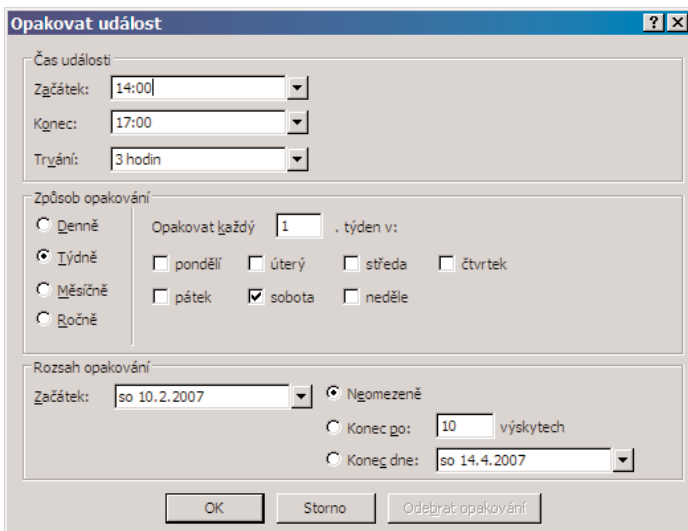 Opakovat událost
Čas události
Začátek: 14:00
Konec: 17:00
Trvání: 3 hodin
Způsob opakování
Denně
Opakovat každý 1 . týden v:
Týdně
pondělí úterý středa čtvrtek
Měsíčně
pátek sobota neděle
Ročně
Rozsah opakování
Začátek: so 10.2.2007 Neomezeně
Konec po: 10 výskytech
Konec dne: so 14.4.2007
OK Storno Odebrat opakování